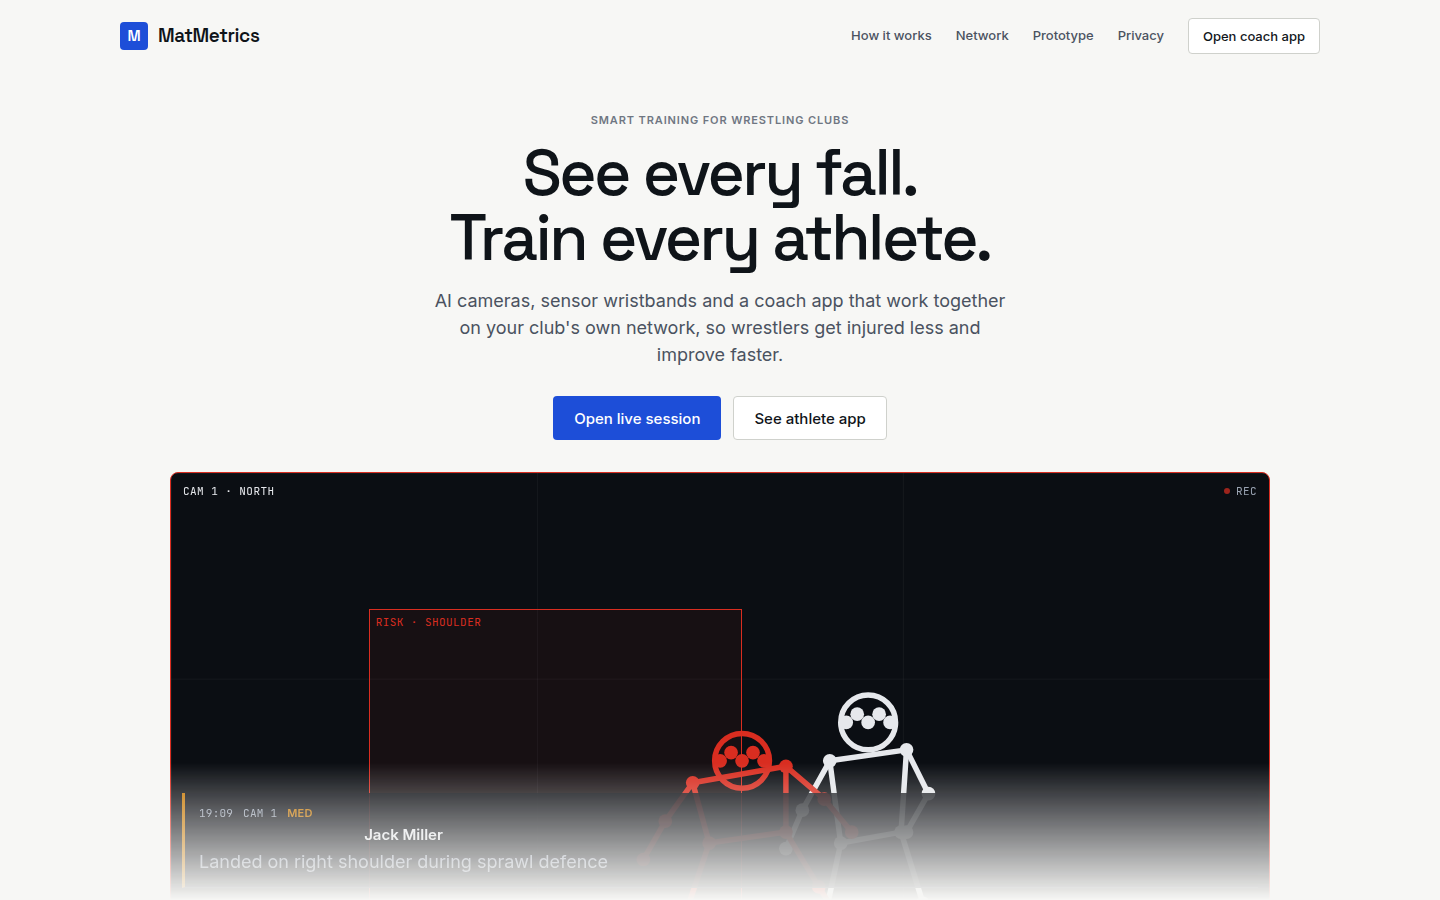 M MatMetrics
How it works Network Prototype Privacy Open coach app
SMART TRAINING FOR WRESTLING CLUBS
See every fall.
Train every athlete.
AI cameras, sensor wristbands and a coach app that work together
on your club's own network, so wrestlers get injured less and
improve faster.
Open live session See athlete app
CAM 1 · NORTH REC
RISK · SHOULDER
19:09 CAM 1 MED
Jack Miller
Landed on right shoulder during sprawl defence